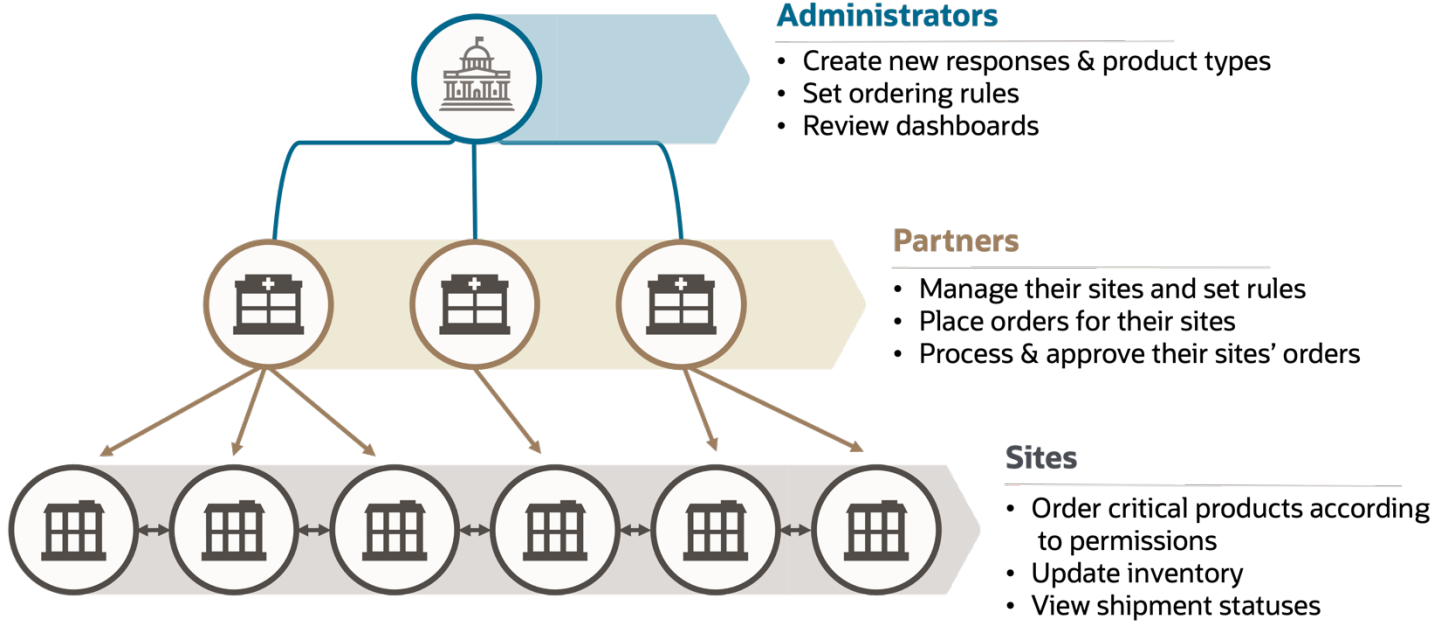 Administrators
• Create new responses & product types
• Set ordering rules
• Review dashboards
Partners
• Manage their sites and set rules
• Place orders for their sites
• Process & approve their sites’ orders
Sites
• Order critical products according
to permissions
• Update inventory
• View shipment statuses